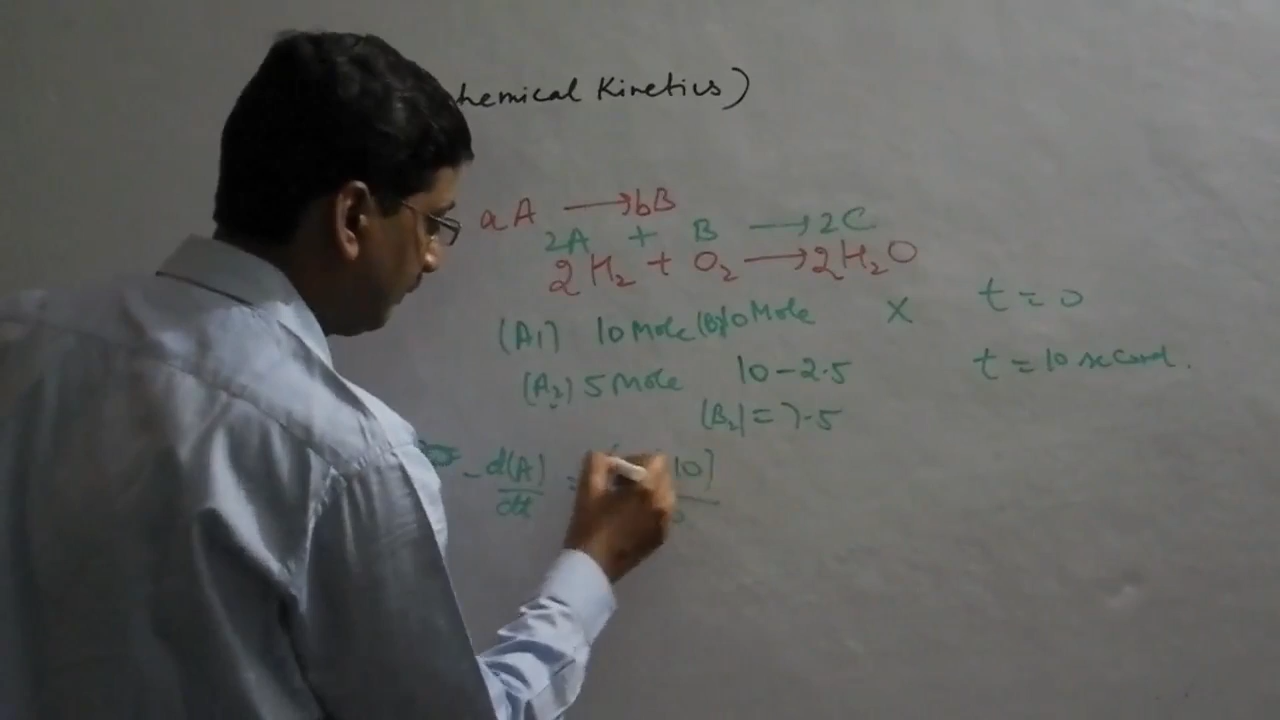 hemical Kinetics)
aA ⟶ bB
2A + B ⟶ 2C
2H₂ + O₂ ⟶ 2H₂O
(A1) 10 Mole (B1) 10 Mole X t = 0
(A₂) 5 Mole 10-2.5 t = 10 second.
(B₂) = 7.5
-d(A) = 10)
dt